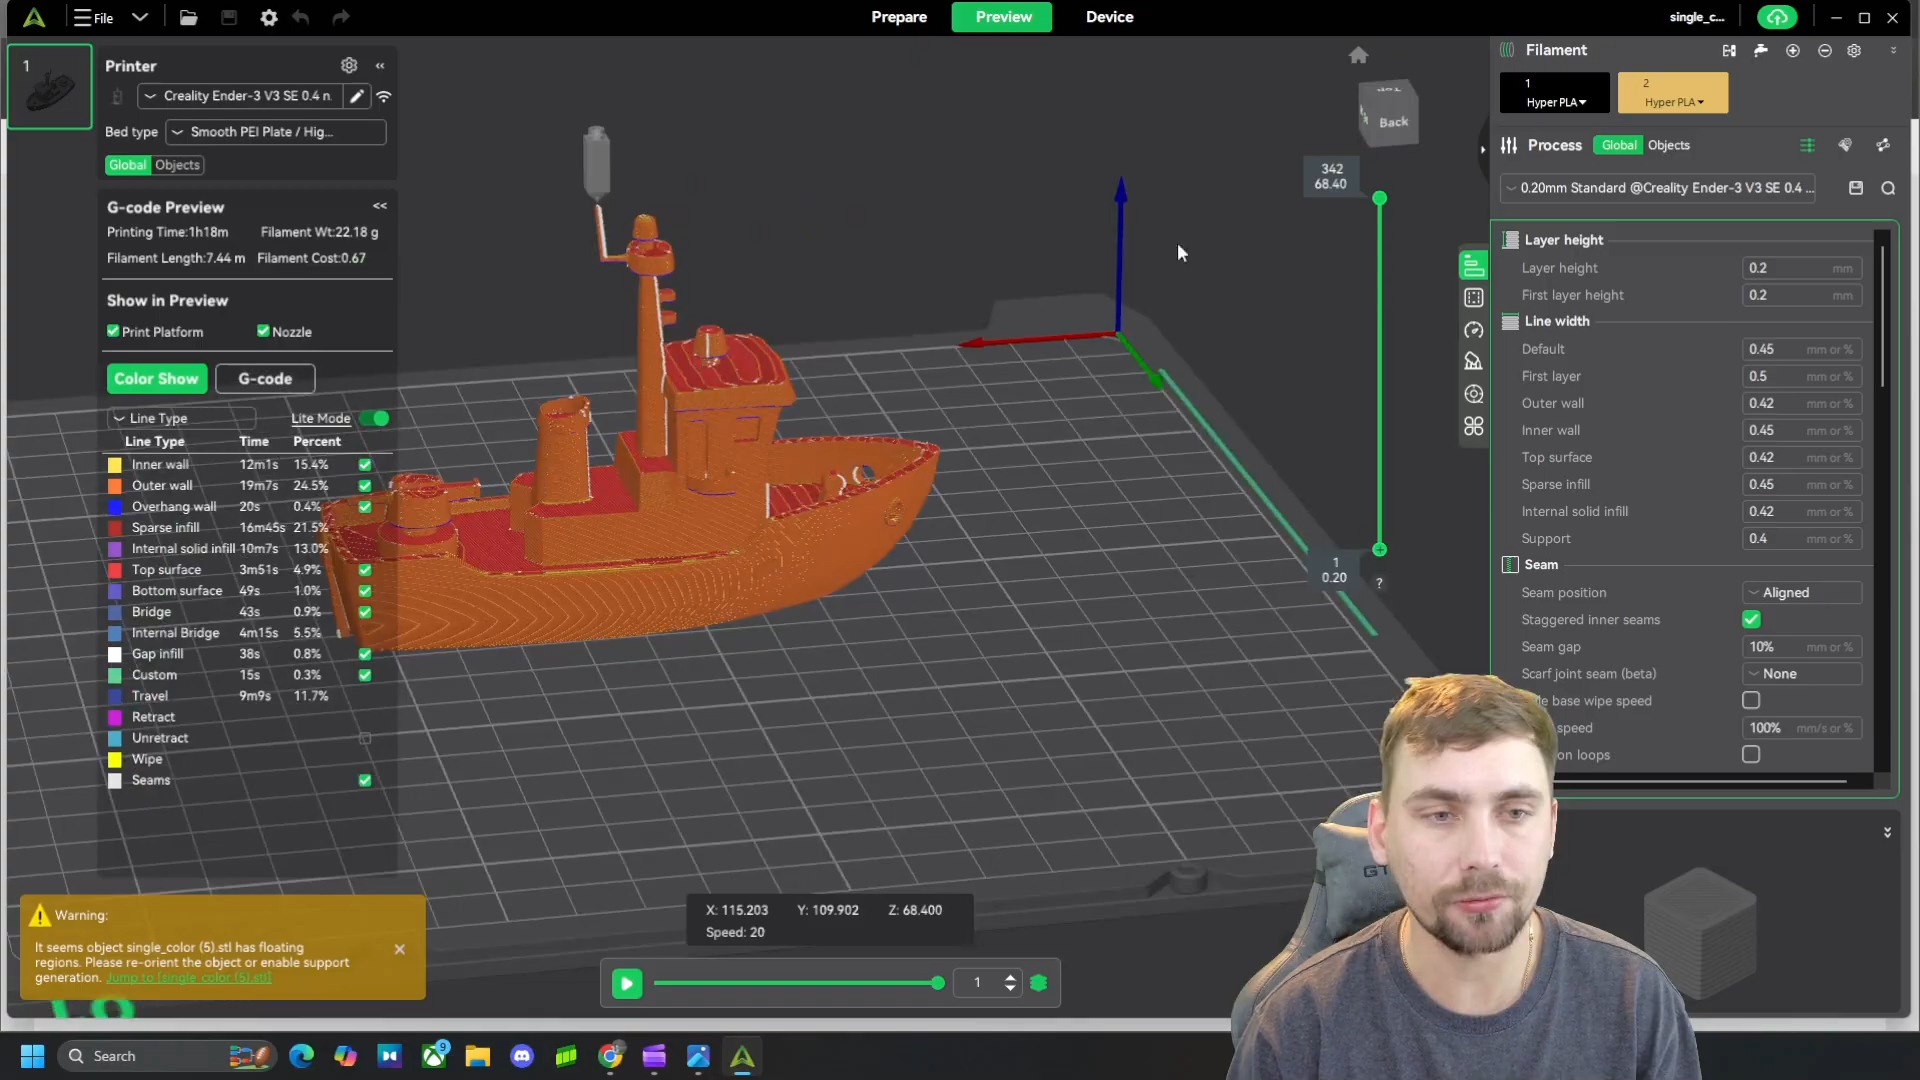 File
Prepare
Preview
Device
single_c...
1
Printer
Creality Ender-3 V3 SE 0.4 n.
Bed type
Smooth PEI Plate / Hig...
Global
Objects
G-code Preview
<<
Printing Time:1h18m
Filament Wt:22.18 g
Filament Length:7.44 m
Filament Cost:0.67
Show in Preview
Print Platform
Nozzle
Color Show
G-code
Line Type
Lite Mode
Line Type Time Percent
Inner wall 12m1s 15.4%
Outer wall 19m7s 24.5%
Overhang wall 20s 0.4%
Sparse infill 16m45s 21.5%
Internal solid infill 10m7s 13.0%
Top surface 3m51s 4.9%
Bottom surface 49s 1.0%
Bridge 43s 0.9%
Internal Bridge 4m15s 5.5%
Gap infill 38s 0.8%
Custom 15s 0.3%
Travel 9m9s 11.7%
Retract
Unretract
Wipe
Seams
Warning:
It seems object single_color (5).stl has floating
regions. Please re-orient the object or enable support
generation. Jump to [single_color (5).stl]
Back
342
68.40
1
0.20
?
X: 115.203 Y: 109.902 Z: 68.400
Speed: 20
1
Filament
1
Hyper PLA
2
Hyper PLA
Process
Global
Objects
0.20mm Standard @Creality Ender-3 V3 SE 0.4 ...
Layer height
Layer height 0.2 mm
First layer height 0.2 mm
Line width
Default 0.45 mm or %
First layer 0.5 mm or %
Outer wall 0.42 mm or %
Inner wall 0.45 mm or %
Top surface 0.42 mm or %
Sparse infill 0.45 mm or %
Internal solid infill 0.42 mm or %
Support 0.4 mm or %
Seam
Seam position Aligned
Staggered inner seams
Seam gap 10% mm or %
Scarf joint seam (beta) None
base wipe speed
speed 100% mm/s or %
on loops
Search
9
GT